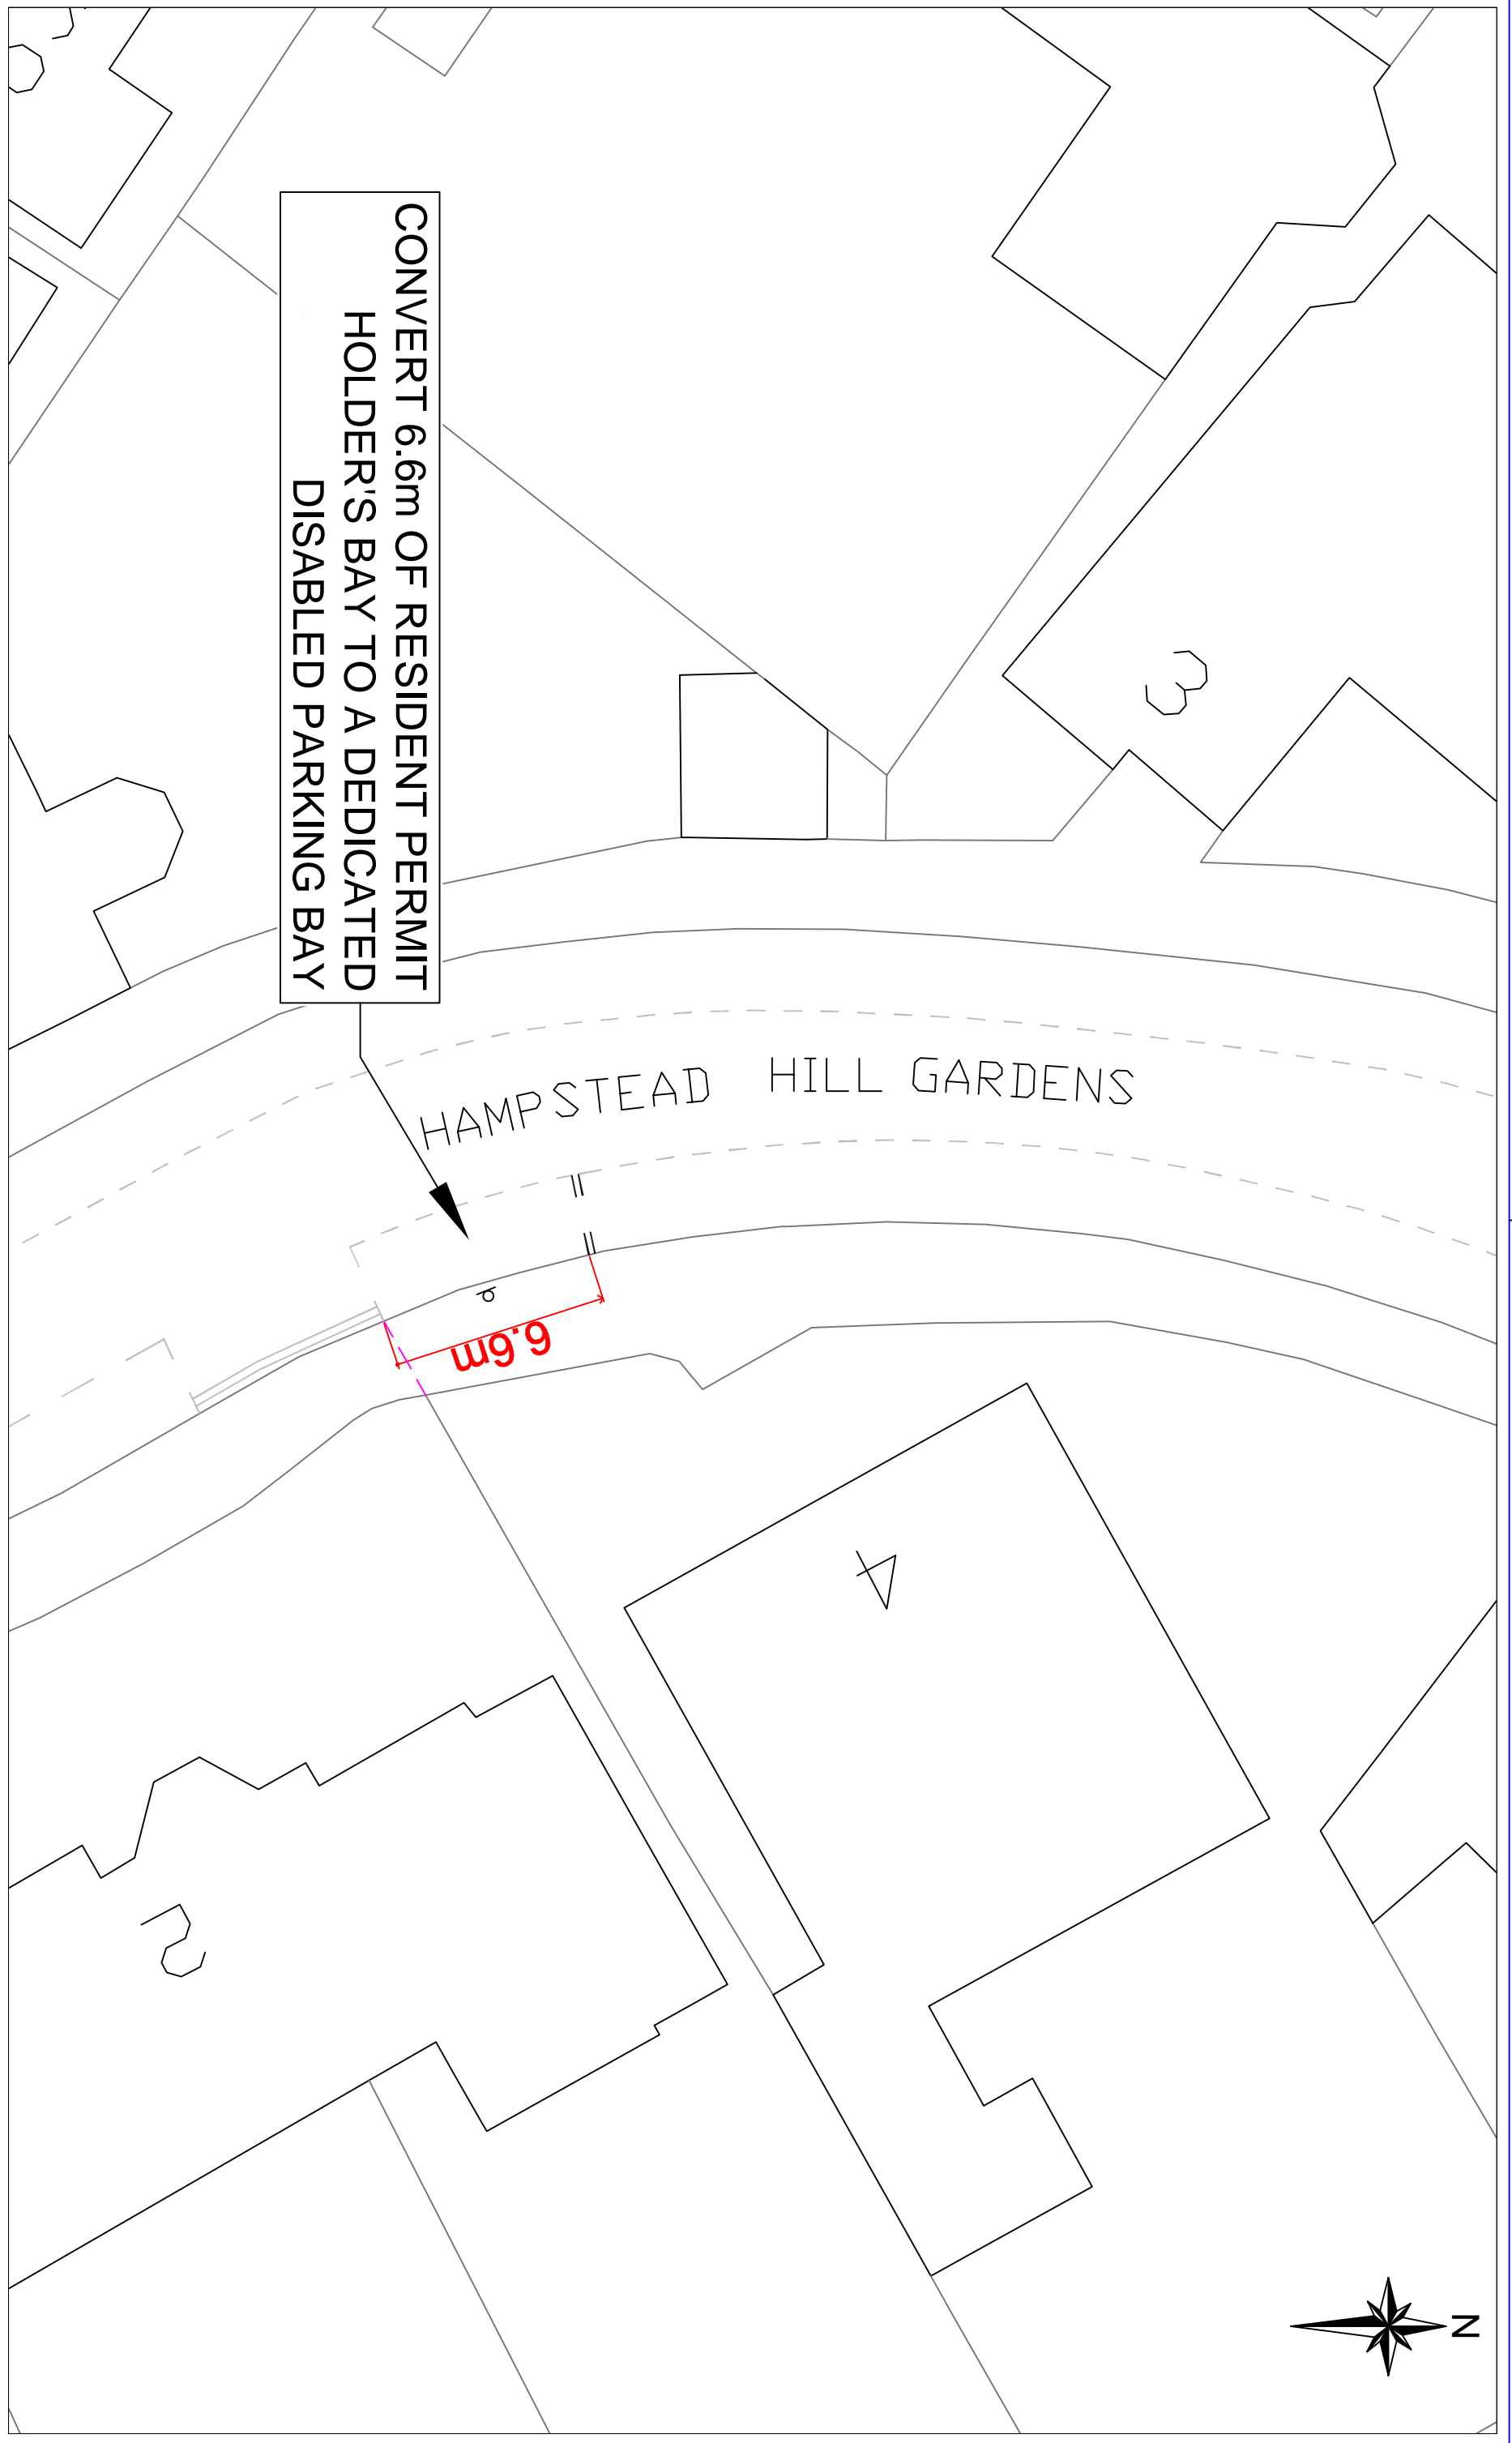 CONVERT 6.6m OF RESIDENT PERMIT
HOLDER'S BAY TO A DEDICATED
DISABLED PARKING BAY
HAMPSTEAD HILL GARDENS
6.6m
3
4
5
N